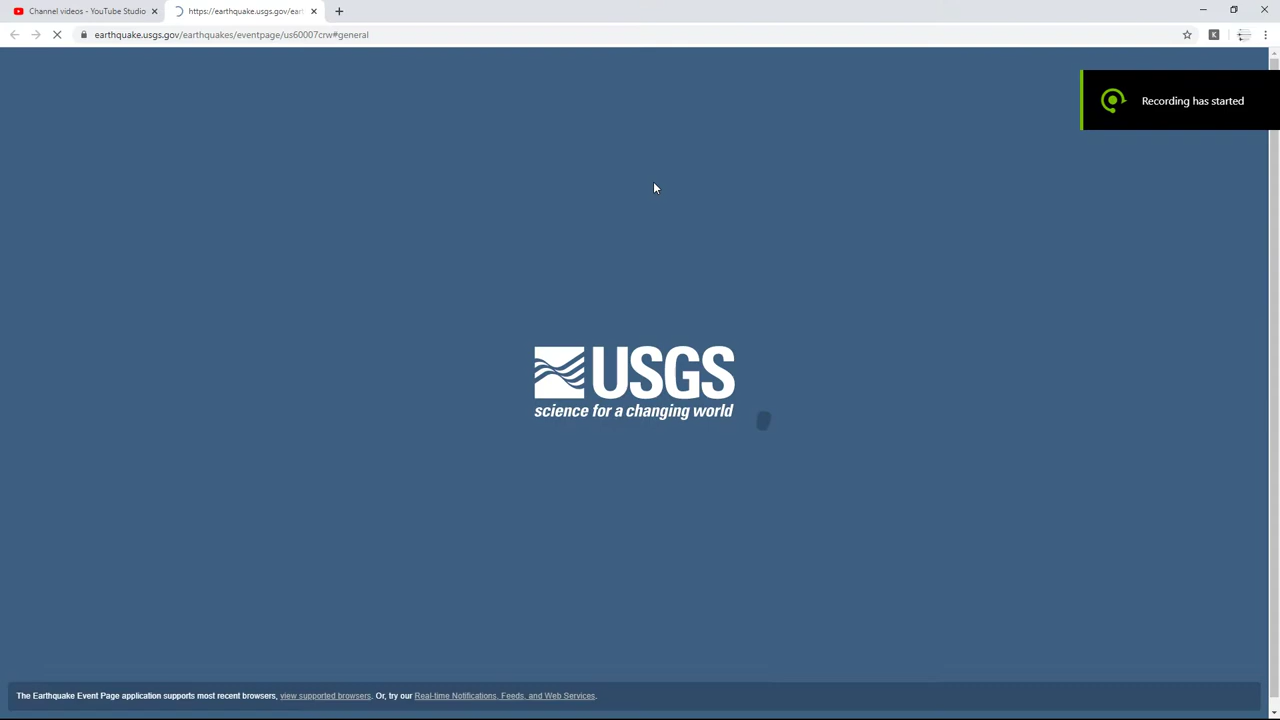 Channel videos - YouTube Studio
https://earthquake.usgs.gov/eart
earthquake.usgs.gov/earthquakes/eventpage/us60007crw#general
K
Recording has started
USGS
science for a changing world
The Earthquake Event Page application supports most recent browsers, view supported browsers. Or, try our Real-time Notifications, Feeds, and Web Services.